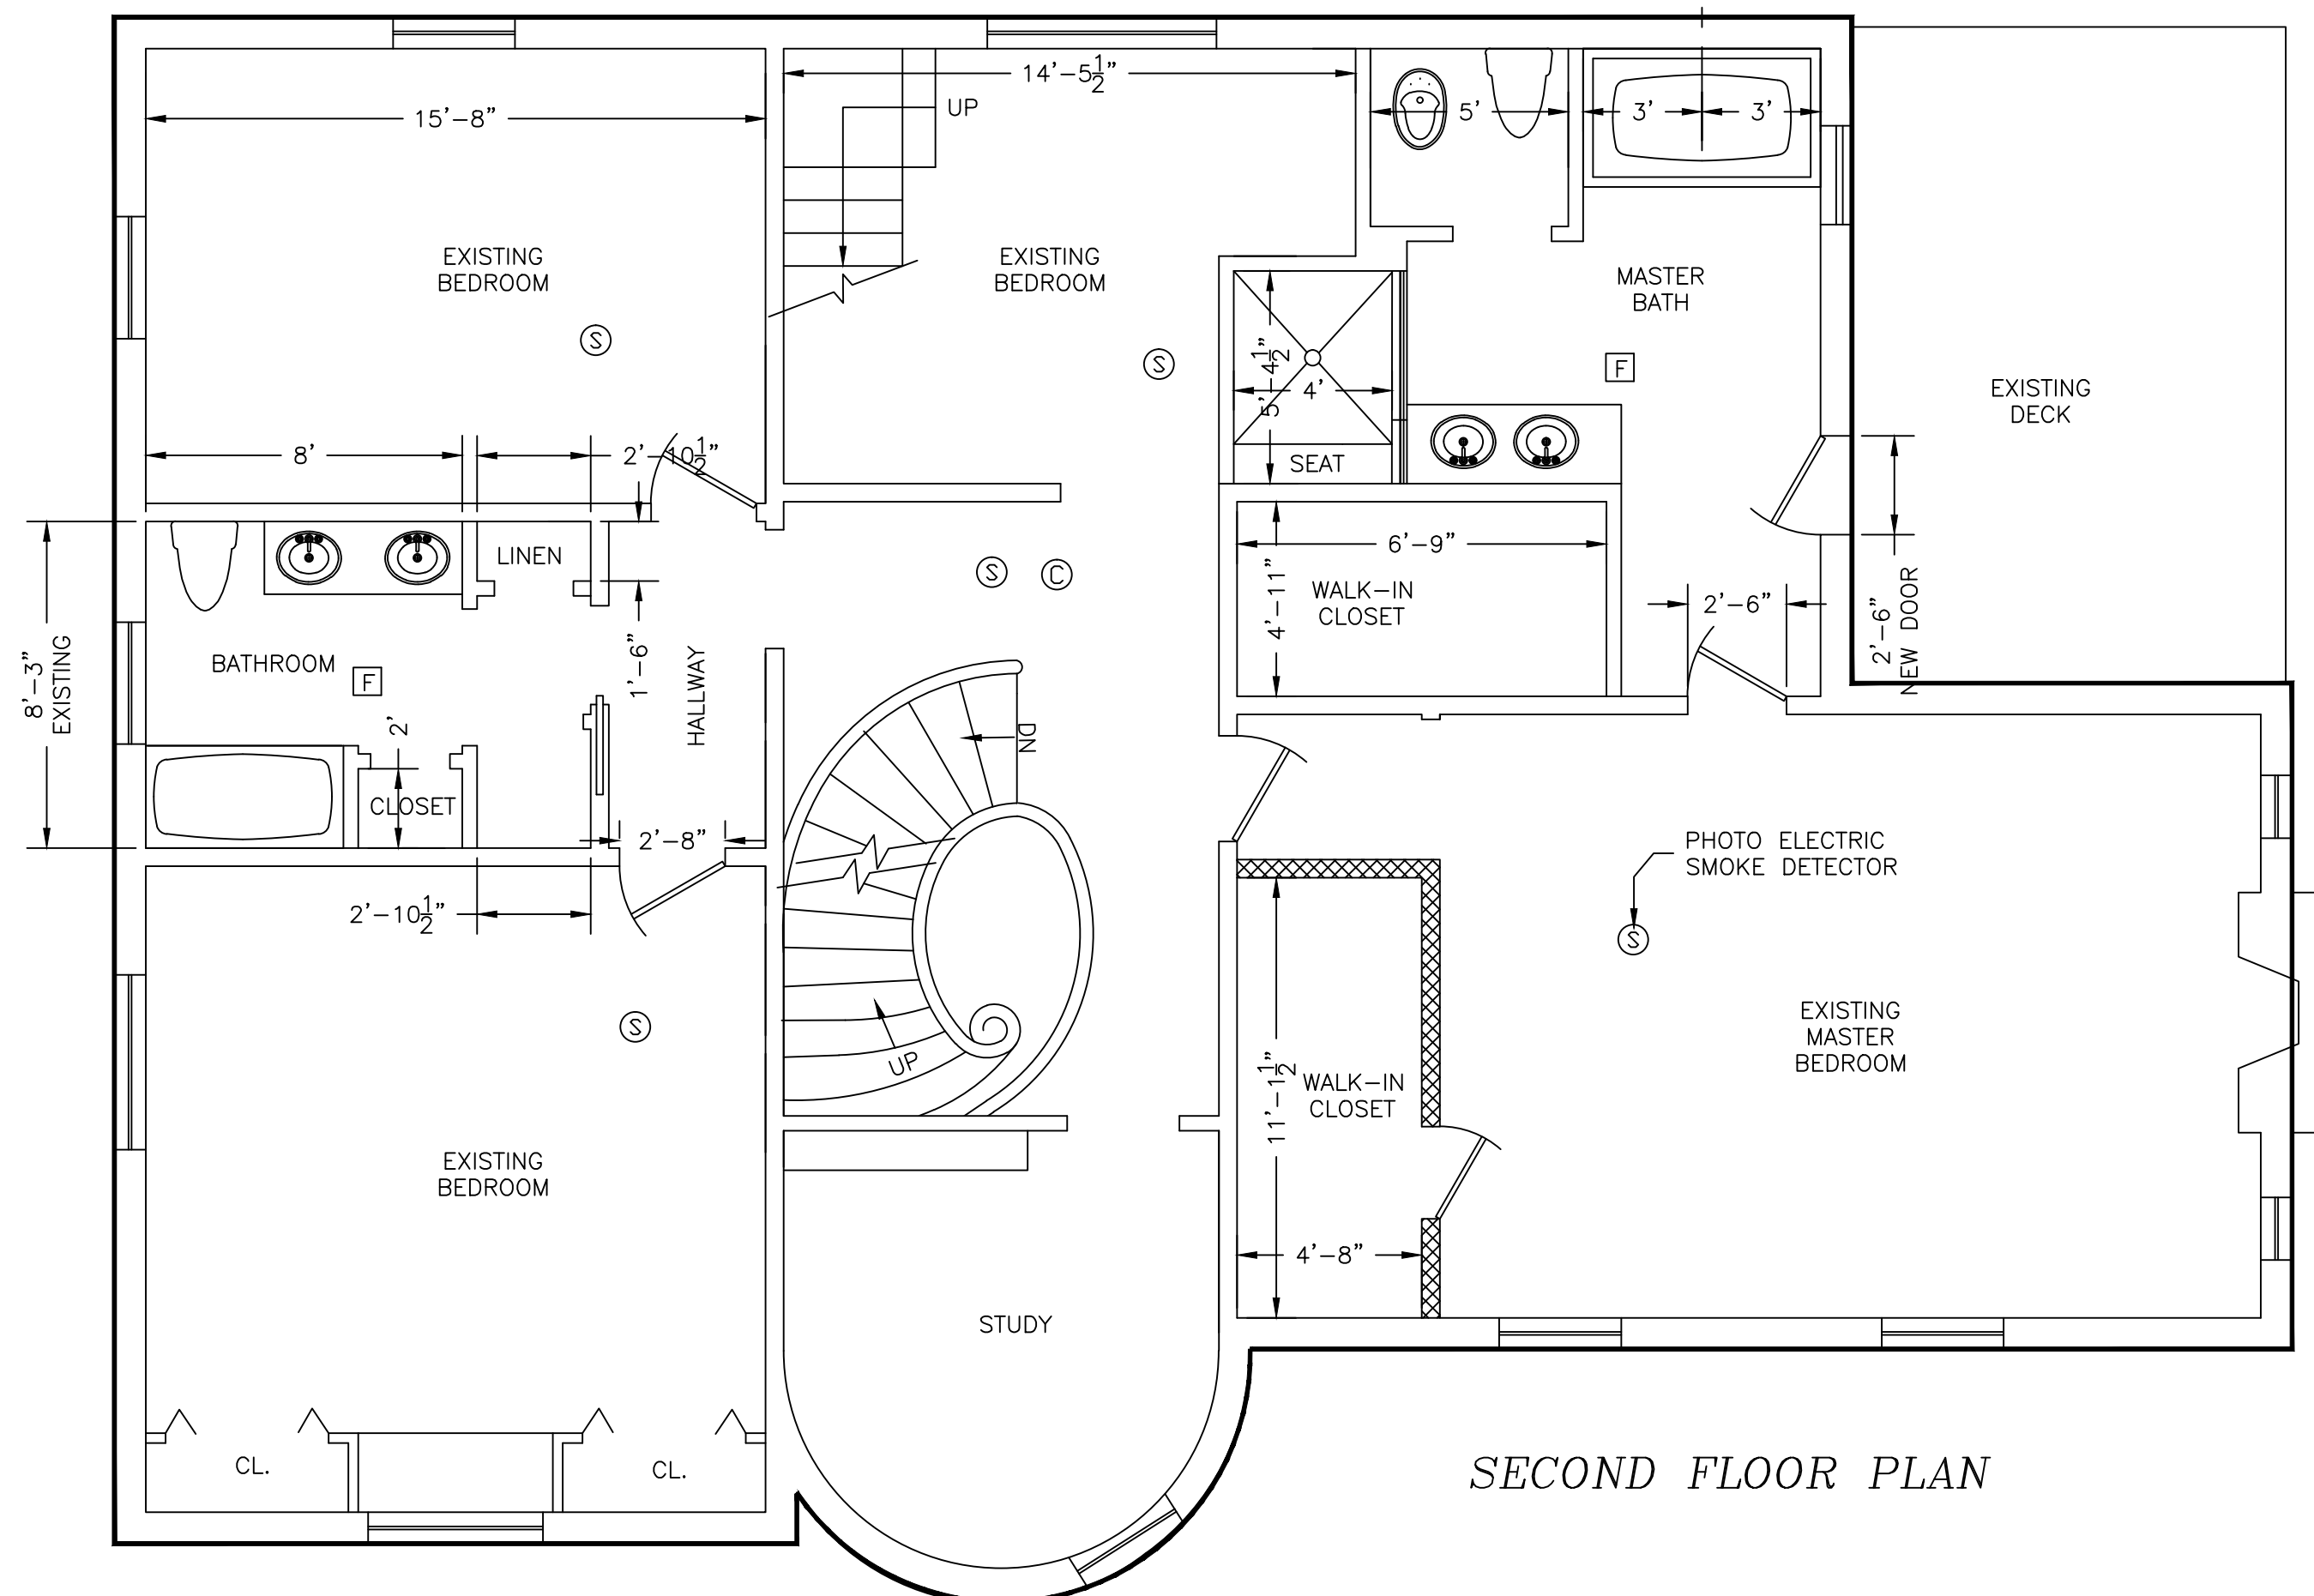 14'-5 1/2"
UP
5'
3'
3'
15'-8"
EXISTING
BEDROOM
EXISTING
BEDROOM
MASTER
BATH
S
S
F
5'-4 1/2"
4'
EXISTING
DECK
8'
2'-10 1/2"
SEAT
LINEN
6'-9"
S
C
4'-11"
WALK-IN
CLOSET
2'-6"
2'-6"
NEW DOOR
8'-3"
EXISTING
BATHROOM
F
1'-6"
HALLWAY
2'
CLOSET
DN
2'-8"
PHOTO ELECTRIC
SMOKE DETECTOR
2'-10 1/2"
S
S
UP
EXISTING
MASTER
BEDROOM
11'-1 1/2"
WALK-IN
CLOSET
EXISTING
BEDROOM
4'-8"
STUDY
CL.
CL.
SECOND FLOOR PLAN